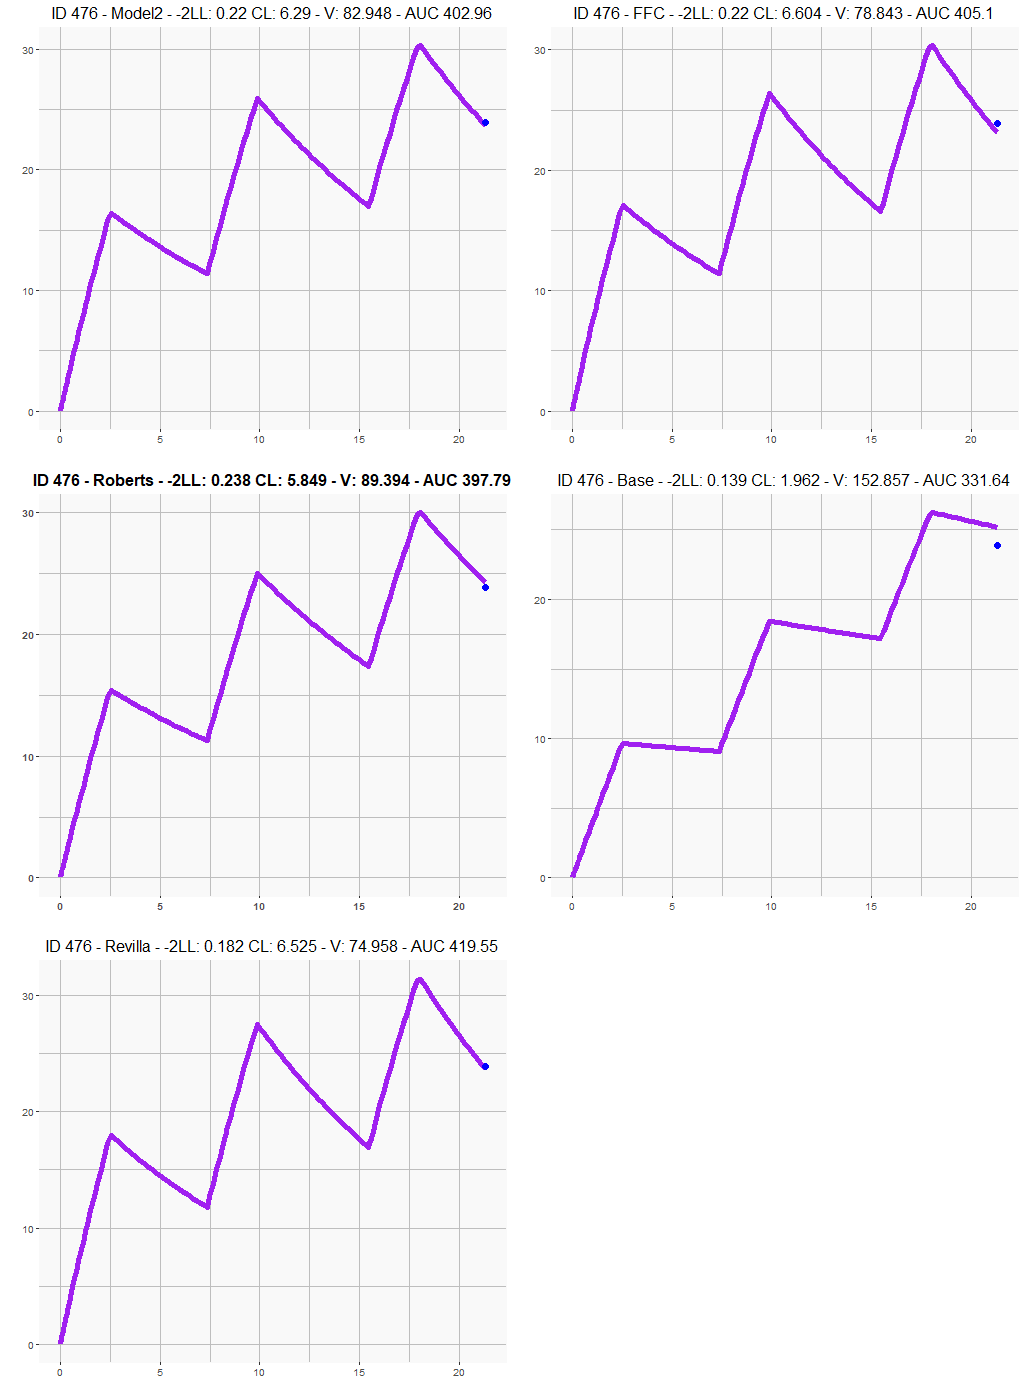 ID 476 - Model2 - -2LL: 0.22 CL: 6.29 - V: 82.948 - AUC 402.96
30
20
10
0
0 5 10 15 20
ID 476 - FFC - -2LL: 0.22 CL: 6.604 - V: 78.843 - AUC 405.1
30
20
10
0
0 5 10 15 20
ID 476 - Roberts - -2LL: 0.238 CL: 5.849 - V: 89.394 - AUC 397.79
30
20
10
0
0 5 10 15 20
ID 476 - Base - -2LL: 0.139 CL: 1.962 - V: 152.857 - AUC 331.64
20
10
0
0 5 10 15 20
ID 476 - Revilla - -2LL: 0.182 CL: 6.525 - V: 74.958 - AUC 419.55
30
20
10
0
0 5 10 15 20